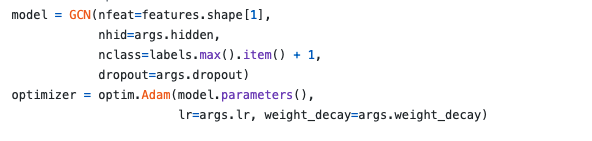 model = GCN(nfeat=features.shape[1],
            nhid=args.hidden,
            nclass=labels.max().item() + 1,
            dropout=args.dropout)
optimizer = optim.Adam(model.parameters(),
                       lr=args.lr, weight_decay=args.weight_decay)